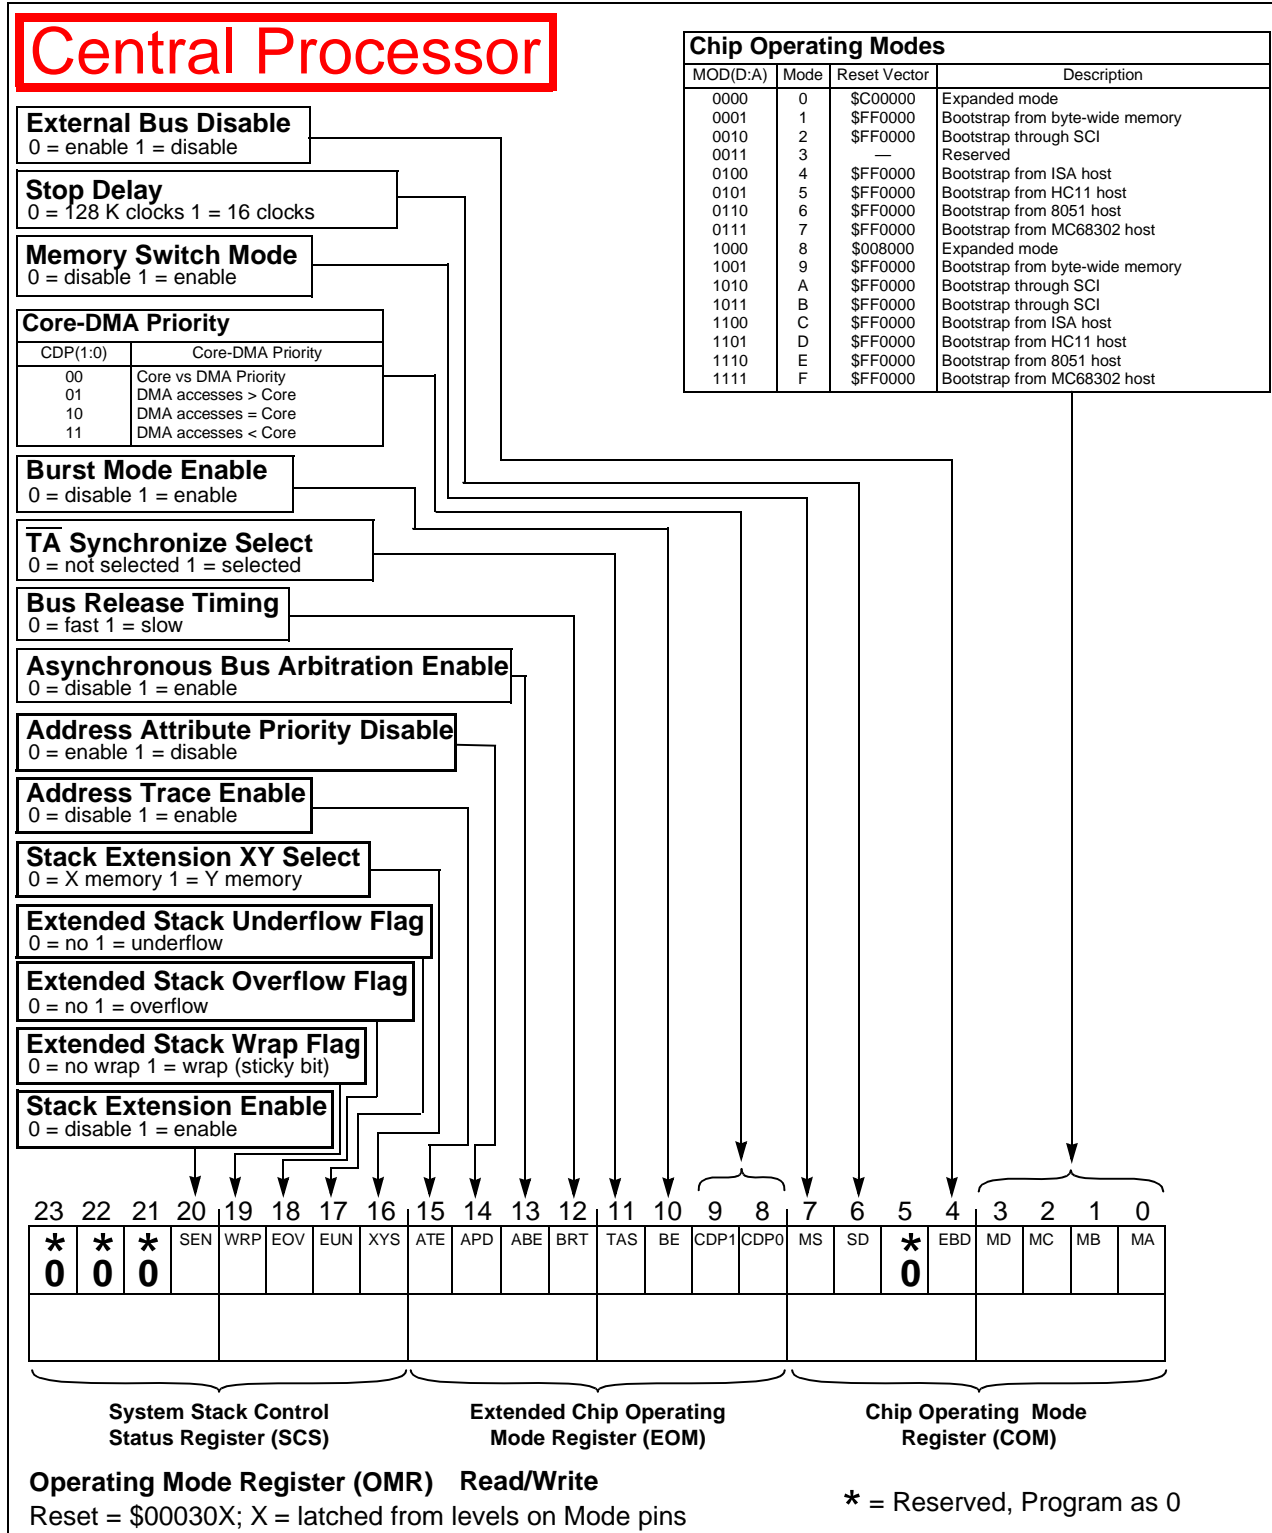 Central Processor
Chip Operating Modes
MOD(D:A) Mode Reset Vector Description
0000 0 $C00000 Expanded mode
0001 1 $FF0000 Bootstrap from byte-wide memory
0010 2 $FF0000 Bootstrap through SCI
0011 3 — Reserved
0100 4 $FF0000 Bootstrap from ISA host
0101 5 $FF0000 Bootstrap from HC11 host
0110 6 $FF0000 Bootstrap from 8051 host
0111 7 $FF0000 Bootstrap from MC68302 host
1000 8 $008000 Expanded mode
1001 9 $FF0000 Bootstrap from byte-wide memory
1010 A $FF0000 Bootstrap through SCI
1011 B $FF0000 Bootstrap through SCI
1100 C $FF0000 Bootstrap from ISA host
1101 D $FF0000 Bootstrap from HC11 host
1110 E $FF0000 Bootstrap from 8051 host
1111 F $FF0000 Bootstrap from MC68302 host
External Bus Disable
0 = enable 1 = disable
Stop Delay
0 = 128 K clocks 1 = 16 clocks
Memory Switch Mode
0 = disable 1 = enable
Core-DMA Priority
CDP(1:0) Core-DMA Priority
00 Core vs DMA Priority
01 DMA accesses > Core
10 DMA accesses = Core
11 DMA accesses < Core
Burst Mode Enable
0 = disable 1 = enable
T̅A̅ Synchronize Select
0 = not selected 1 = selected
Bus Release Timing
0 = fast 1 = slow
Asynchronous Bus Arbitration Enable
0 = disable 1 = enable
Address Attribute Priority Disable
0 = enable 1 = disable
Address Trace Enable
0 = disable 1 = enable
Stack Extension XY Select
0 = X memory 1 = Y memory
Extended Stack Underflow Flag
0 = no 1 = underflow
Extended Stack Overflow Flag
0 = no 1 = overflow
Extended Stack Wrap Flag
0 = no wrap 1 = wrap (sticky bit)
Stack Extension Enable
0 = disable 1 = enable
23 22 21 20 19 18 17 16 15 14 13 12 11 10 9 8 7 6 5 4 3 2 1 0
* * * SEN WRP EOV EUN XYS ATE APD ABE BRT TAS BE CDP1 CDP0 MS SD * EBD MD MC MB MA
0 0 0 0
System Stack Control
Status Register (SCS)
Extended Chip Operating
Mode Register (EOM)
Chip Operating Mode
Register (COM)
Operating Mode Register (OMR) Read/Write
Reset = $00030X; X = latched from levels on Mode pins
* = Reserved, Program as 0